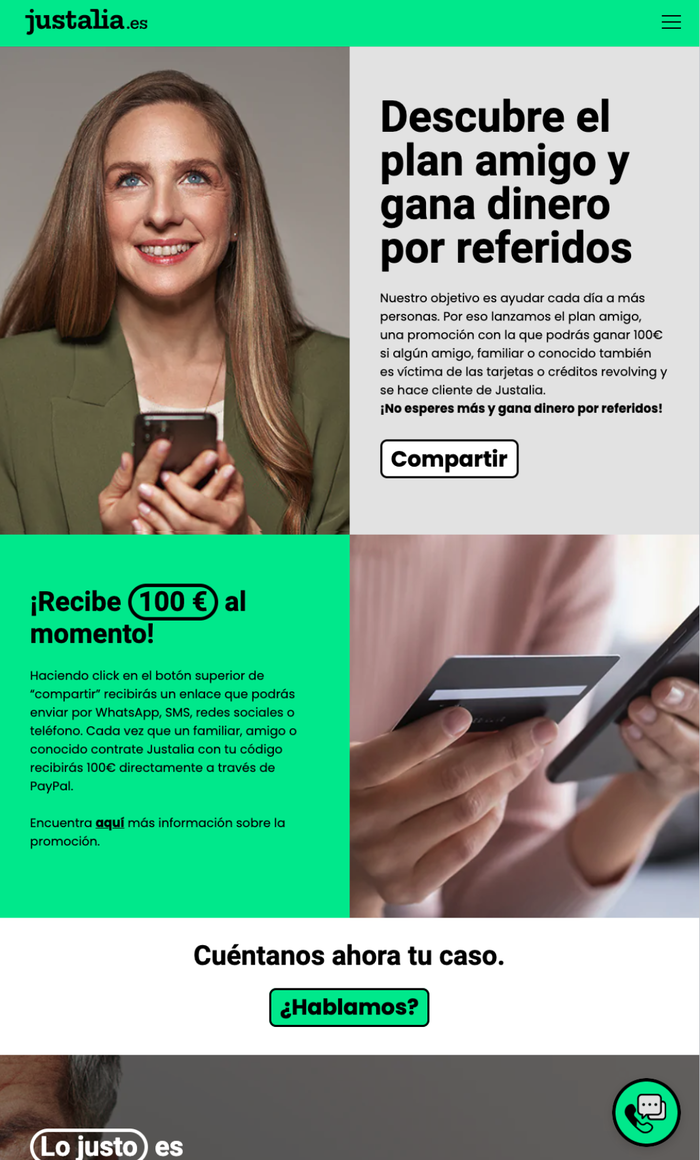 justalia.es
Descubre el
plan amigo y
gana dinero
por referidos
Nuestro objetivo es ayudar cada día a más
personas. Por eso lanzamos el plan amigo,
una promoción con la que podrás ganar 100€
si algún amigo, familiar o conocido también
es víctima de las tarjetas o créditos revolving y
se hace cliente de Justalia.
¡No esperes más y gana dinero por referidos!
Compartir
¡Recibe 100 € al
momento!
Haciendo click en el botón superior de
“compartir” recibirás un enlace que podrás
enviar por WhatsApp, SMS, redes sociales o
teléfono. Cada vez que un familiar, amigo o
conocido contrate Justalia con tu código
recibirás 100€ directamente a través de
PayPal.
Encuentra aquí más información sobre la
promoción.
Cuéntanos ahora tu caso.
¿Hablamos?
Lo justo es